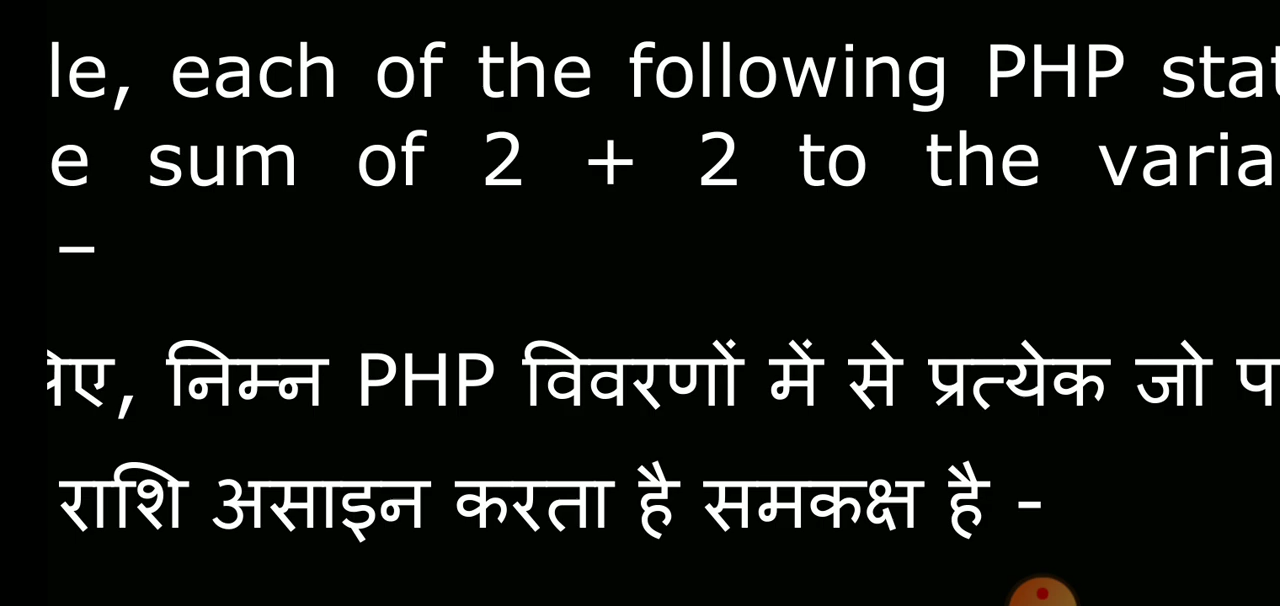 le, each of the following PHP stat
e sum of 2 + 2 to the varia
–
िए, निम्न PHP विवरणों में से प्रत्येक जो प
राशि असाइन करता है समकक्ष है -